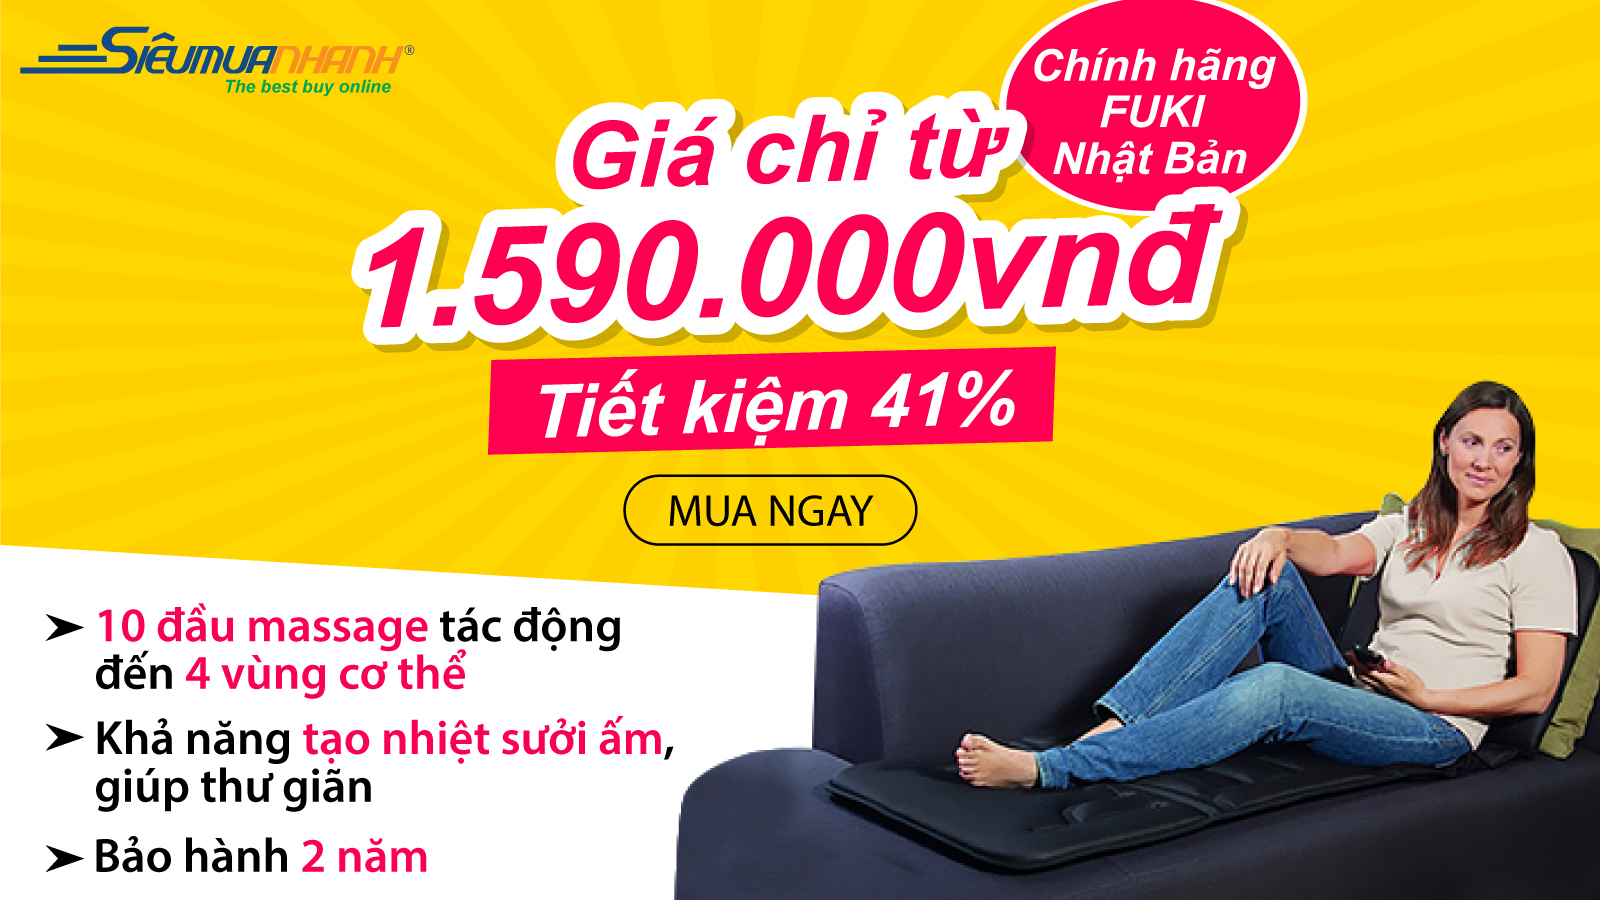 SIÊUMUANHANH®
The best buy online
Chính hãng
FUKI
Nhật Bản
Giá chỉ từ
1.590.000vnđ
Tiết kiệm 41%
MUA NGAY
➤ 10 đầu massage tác động
đến 4 vùng cơ thể
➤ Khả năng tạo nhiệt sưởi ấm,
giúp thư giãn
➤ Bảo hành 2 năm